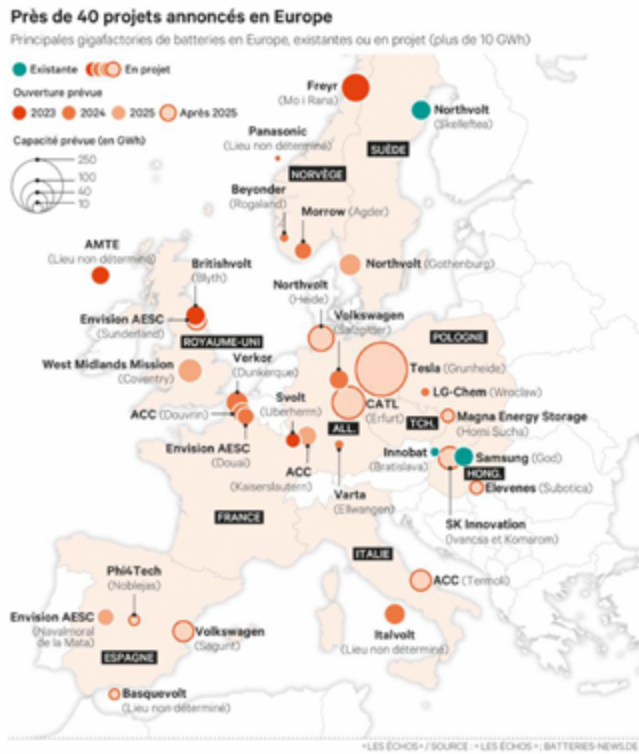 Près de 40 projets annoncés en Europe
Principales gigafactories de batteries en Europe, existantes ou en projet (plus de 10 GWh)
Existante
En projet
Ouverture prévue
2023
2024
2025
Après 2025
Capacité prévue (en GWh)
250
100
40
10
Freyr
(Mo i Rana)
Northvolt
(Skelleftea)
Panasonic
(Lieu non déterminé)
SUÈDE
NORVÈGE
Beyonder
(Rogaland)
Morrow (Agder)
AMTE
(Lieu non déterminé)
Britishvolt
(Blyth)
Northvolt (Gothenburg)
Northvolt
(Heide)
Envision AESC
(Sunderland)
Volkswagen
(Salzgitter)
ROYAUME-UNI
POLOGNE
West Midlands Mission
(Coventry)
Verkor
(Dunkerque)
Tesla (Grunheide)
LG-Chem (Wroclaw)
ACC (Douvrin)
Svolt
(Uberherrn)
CATL
(Erfurt)
Magna Energy Storage
(Horni Sucha)
TCH.
ALL.
Envision AESC
(Douai)
Innobat
(Bratislava)
Samsung (God)
HONG.
ACC
(Kaiserslautern)
Varta
(Ellwangen)
Elevenes (Subotica)
SK Innovation
(Ivancsa et Komarom)
FRANCE
ITALIE
Phi4Tech
(Noblejas)
ACC (Termoli)
Envision AESC
(Navalmoral
de la Mata)
Volkswagen
(Sagunt)
Italvolt
(Lieu non déterminé)
ESPAGNE
Basquevolt
(Lieu non déterminé)
«LES ÉCHOS» / SOURCE : « LES ÉCHOS », BATTERIES-NEWS.DE